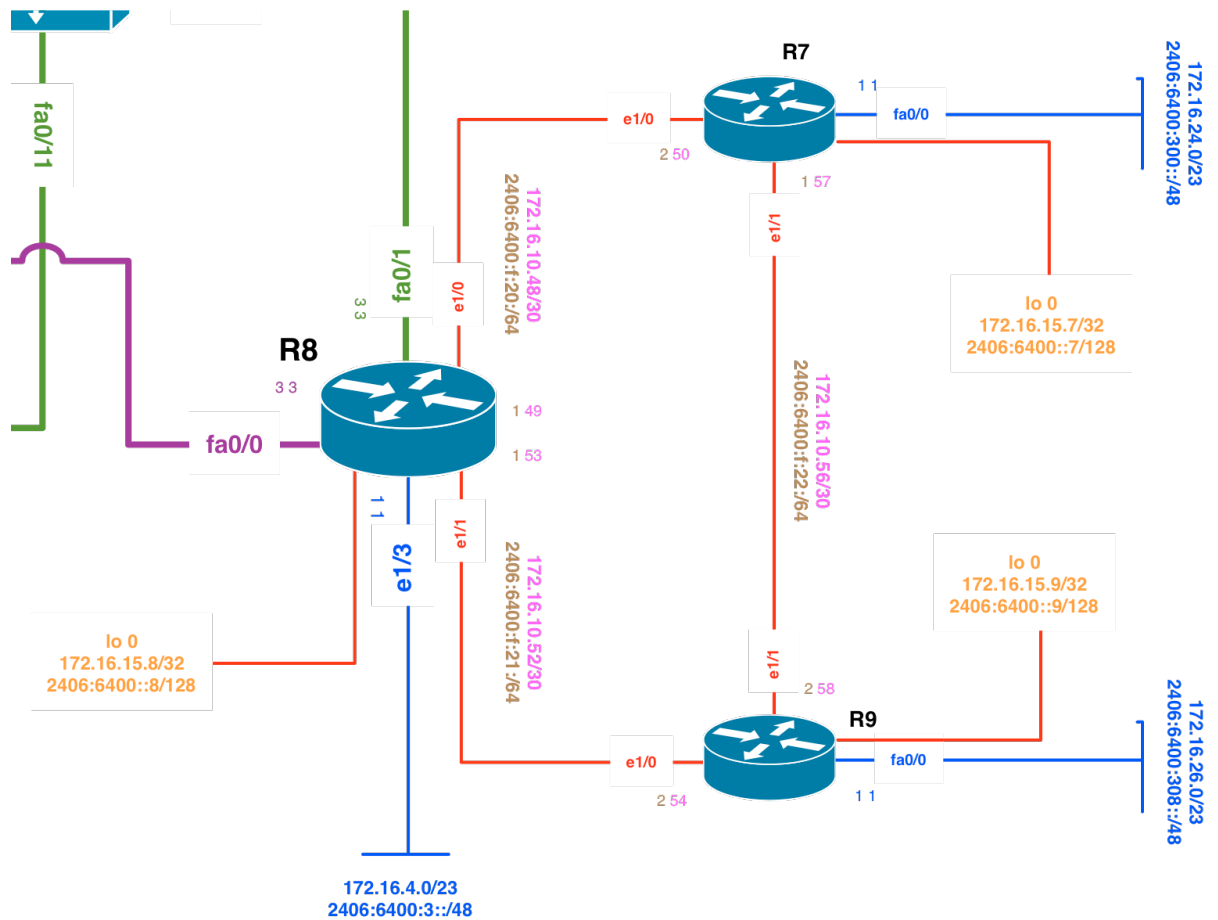 R7
172.16.24.0/23
2406:6400:300::/48
1 1
fa0/0
e1/0
2 50
1 57
e1/1
fa0/11
172.16.10.48/30
2406:6400:f:20:/64
fa0/1
e1/0
3 3
lo 0
172.16.15.7/32
2406:6400::7/128
R8
3 3
fa0/0
1 49
1 53
172.16.10.56/30
2406:6400:f:22:/64
1 1
e1/1
e1/3
172.16.10.52/30
2406:6400:f:21:/64
lo 0
172.16.15.9/32
2406:6400::9/128
lo 0
172.16.15.8/32
2406:6400::8/128
e1/1
2 58
R9
172.16.26.0/23
2406:6400:308::/48
e1/0
fa0/0
2 54
1 1
172.16.4.0/23
2406:6400:3::/48